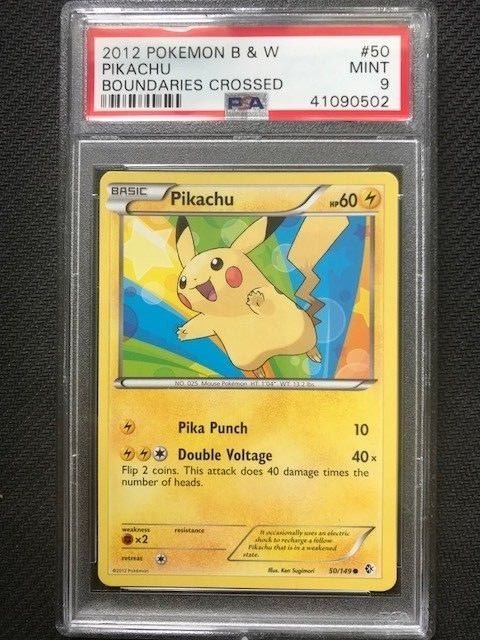 2012 POKEMON B & W #50
PIKACHU MINT
BOUNDARIES CROSSED 9
PSA 41090502
BASIC Pikachu HP60
NO. 025 Mouse Pokémon HT: 1'04" WT: 13.2 lbs.
Pika Punch 10
Double Voltage 40x
Flip 2 coins. This attack does 40 damage times the
number of heads.
weakness resistance
x2
retreat
It occasionally uses an electric
shock to recharge a fellow
Pikachu that is in a weakened
state.
©2012 Pokémon Illus. Ken Sugimori 50/149